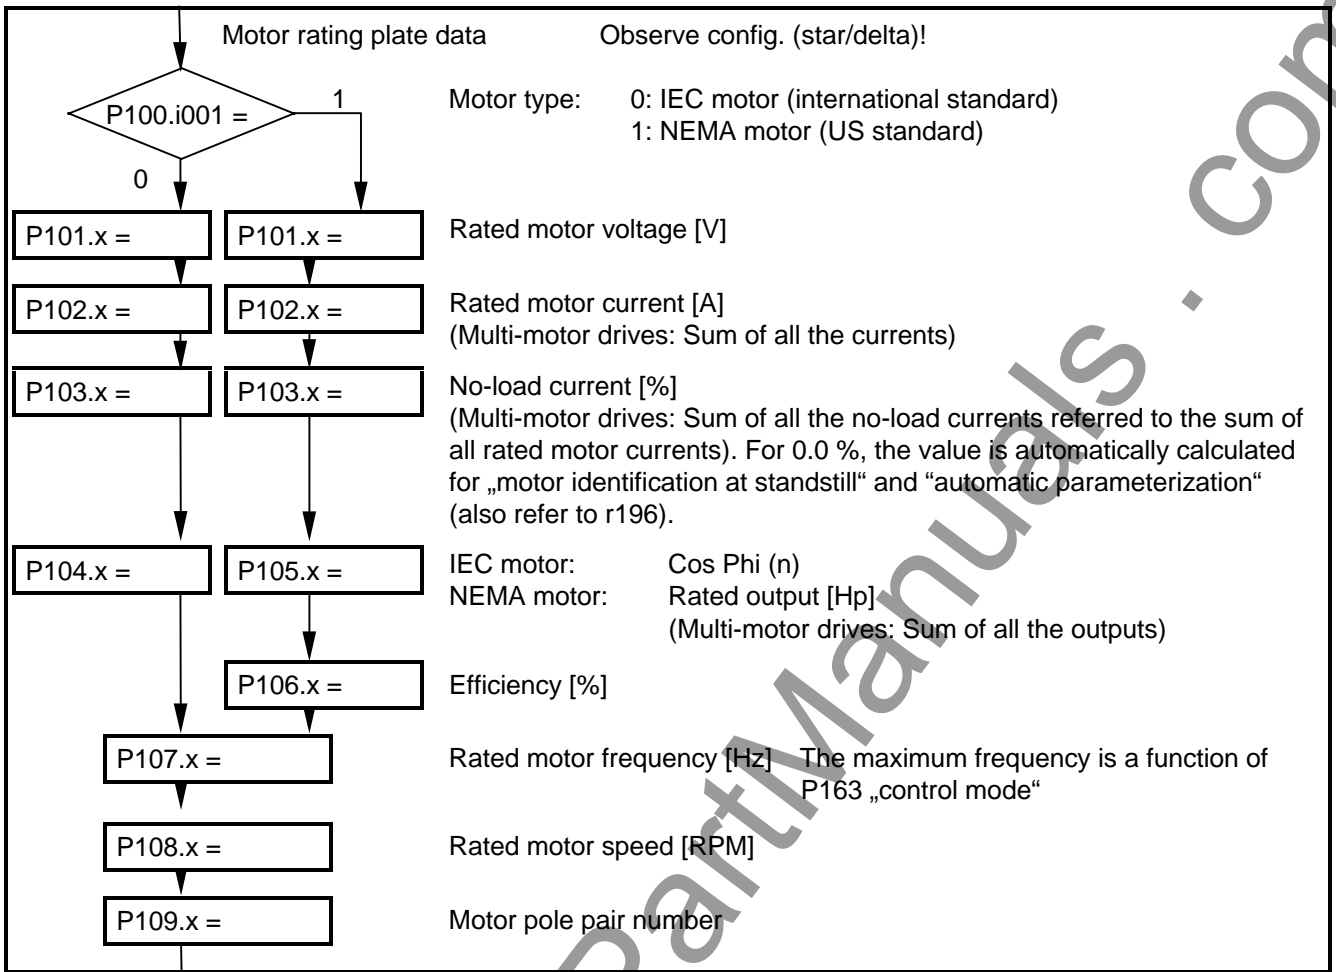 Motor rating plate data Observe config. (star/delta)!
P100.i001 =
1
0
Motor type: 0: IEC motor (international standard)
1: NEMA motor (US standard)
P101.x = P101.x = Rated motor voltage [V]
P102.x = P102.x = Rated motor current [A]
(Multi-motor drives: Sum of all the currents)
P103.x = P103.x = No-load current [%]
(Multi-motor drives: Sum of all the no-load currents referred to the sum of
all rated motor currents). For 0.0 %, the value is automatically calculated
for „motor identification at standstill“ and “automatic parameterization“
(also refer to r196).
P104.x = P105.x = IEC motor: Cos Phi (n)
NEMA motor: Rated output [Hp]
(Multi-motor drives: Sum of all the outputs)
P106.x = Efficiency [%]
P107.x = Rated motor frequency [Hz] The maximum frequency is a function of
P163 „control mode“
P108.x = Rated motor speed [RPM]
P109.x = Motor pole pair number
PartManuals . com